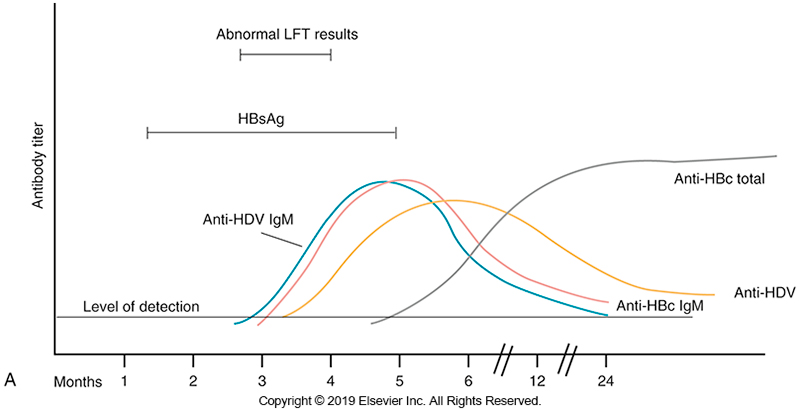 Abnormal LFT results
HBsAg
Antibody titer
Anti-HBc total
Anti-HDV IgM
Anti-HDV
Level of detection
Anti-HBc IgM
A
Months 1 2 3 4 5 6 12 24
Copyright © 2019 Elsevier Inc. All Rights Reserved.